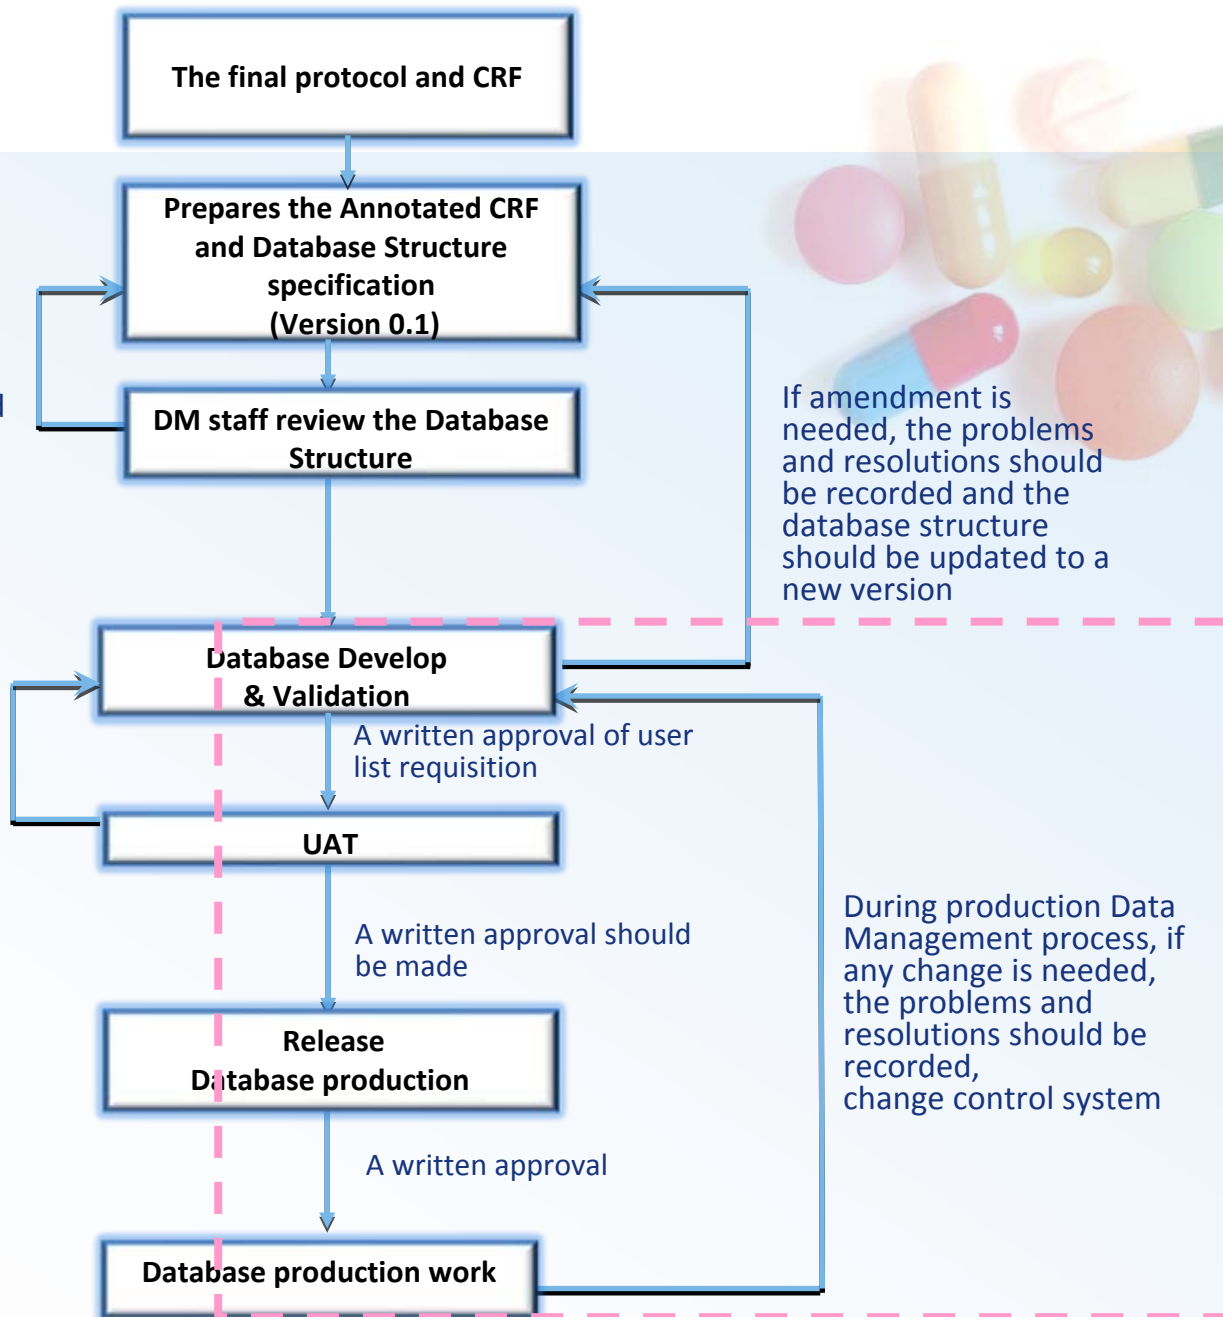 The final protocol and CRF
Prepares the Annotated CRF
and Database Structure
specification
(Version 0.1)
DM staff review the Database
Structure
If amendment is
needed, the problems
and resolutions should
be recorded and the
database structure
should be updated to a
new version
Database Develop
& Validation
A written approval of user
list requisition
UAT
A written approval should
be made
During production Data
Management process, if
any change is needed,
the problems and
resolutions should be
recorded,
change control system
Release
Database production
A written approval
Database production work